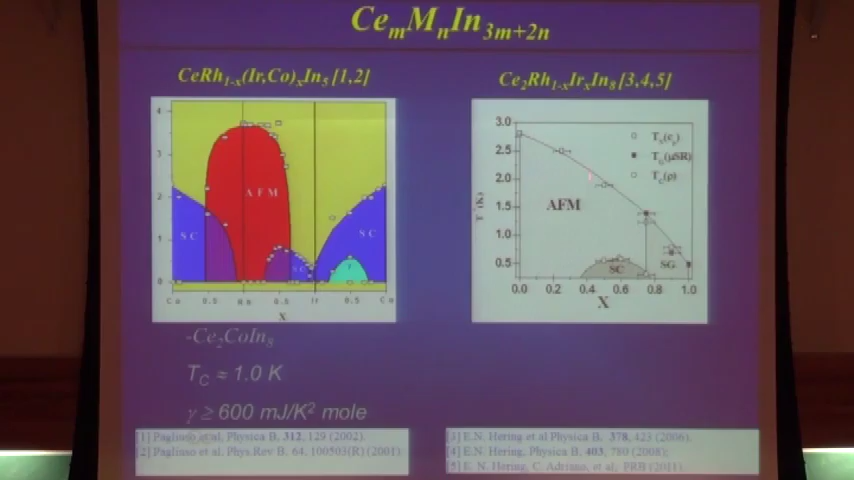 CemMnIn3m+2n
CeRh1-x(Ir,Co)xIn5 [1,2]
Ce2Rh1-xIrxIn8 [3,4,5]
4
3
2
1
0
AFM
SC
SC
SC
Co
0.5
Rh
0.5
Ir
0.5
Co
X
3.0
2.5
2.0
1.5
1.0
0.5
T (K)
TN(cp)
TG(μSR)
TC(ρ)
AFM
SC
SG
0.0
0.2
0.4
0.6
0.8
1.0
X
-Ce2CoIn8
TC = 1.0 K
γ ≥ 600 mJ/K2 mole
[1] Pagliuso et al, Physica B. 312, 129 (2002).
[2] Pagliuso et al. Phys.Rev B. 64, 100503(R) (2001).
[3] E.N. Hering et al Physica B. 378, 423 (2006).
[4] E.N. Hering, Physica B. 403, 780 (2008);
[5] E. N. Hering, C. Adriano, et al; PRB (2011).